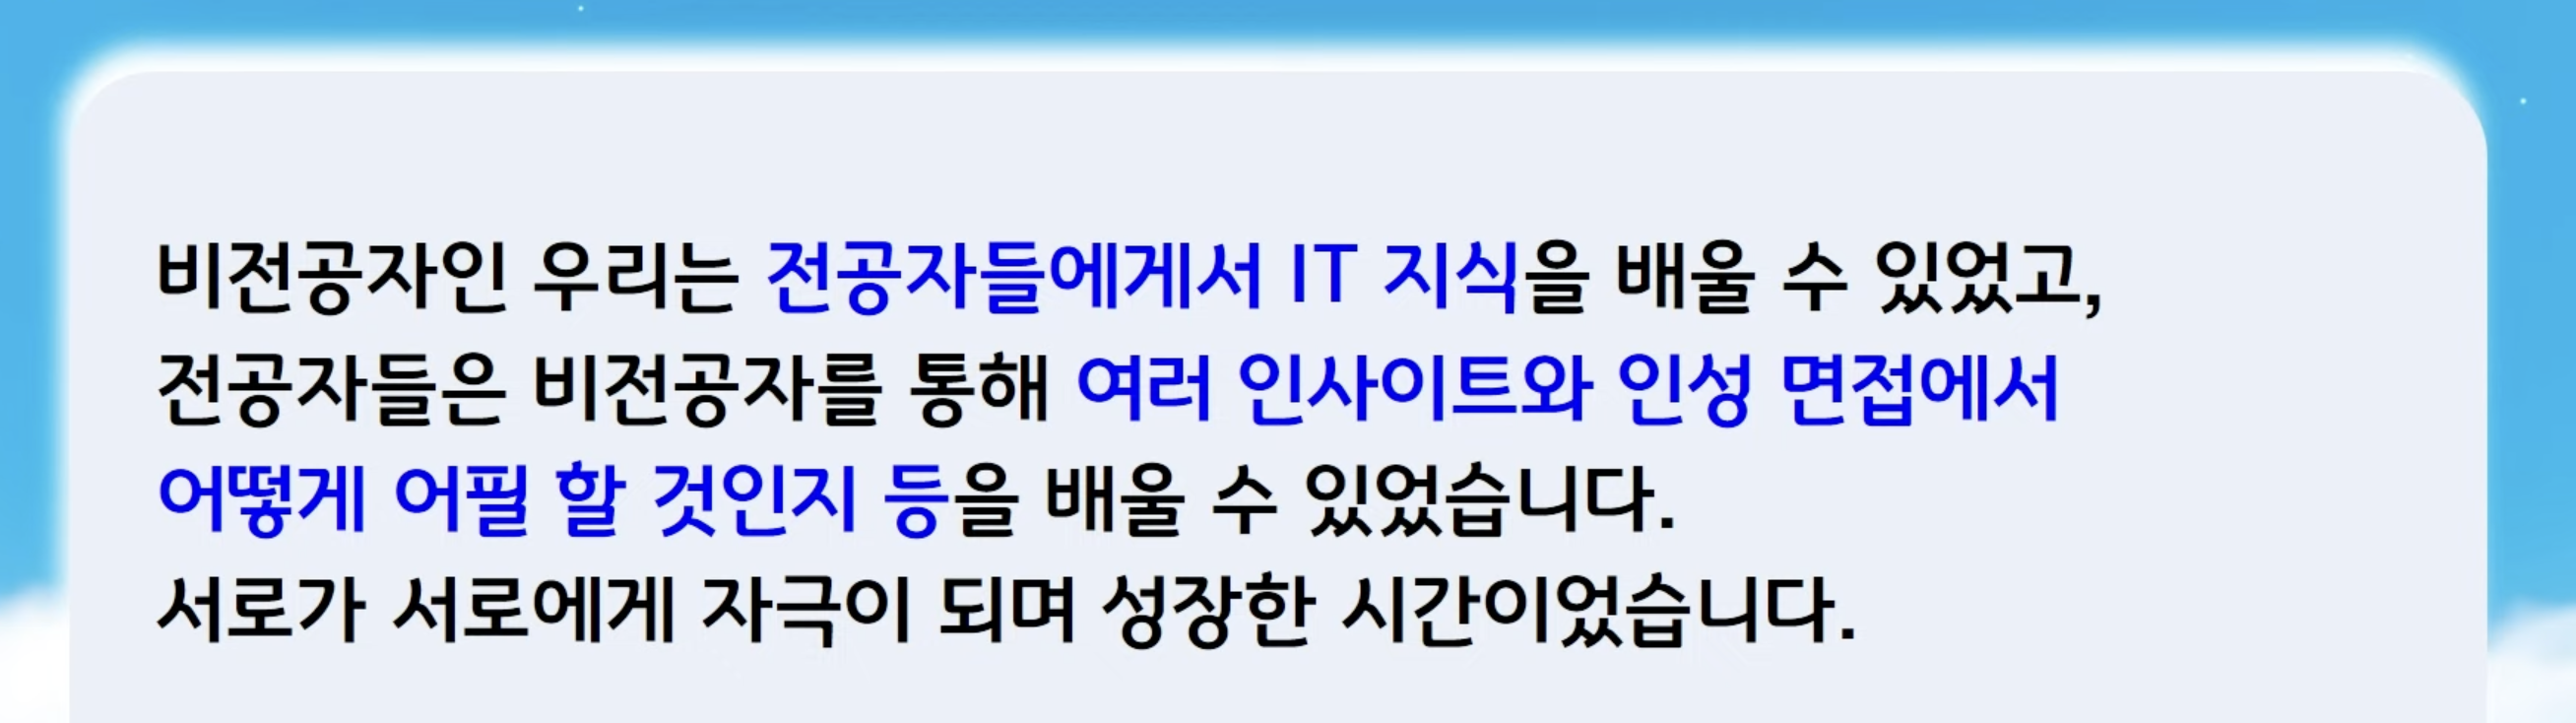 비전공자인 우리는 전공자들에게서 IT 지식을 배울 수 있었고,
전공자들은 비전공자를 통해 여러 인사이트와 인성 면접에서
어떻게 어필 할 것인지 등을 배울 수 있었습니다.
서로가 서로에게 자극이 되며 성장한 시간이었습니다.